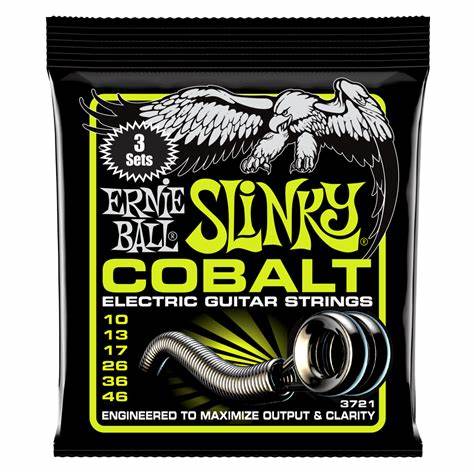 3
Sets
ERNIE
BALL®
SLINKY®
COBALT
ELECTRIC GUITAR STRINGS
10
13
17
26
36
46
3721
ENGINEERED TO MAXIMIZE OUTPUT & CLARITY